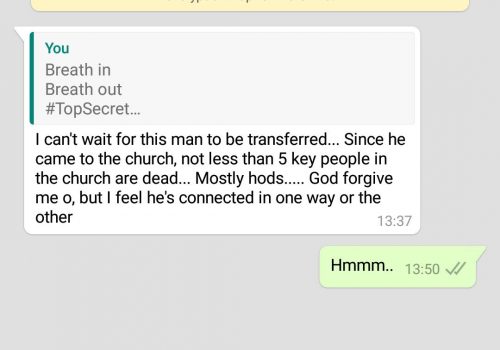 You
Breath in
Breath out
#TopSecret...
I can't wait for this man to be transferred... Since he
came to the church, not less than 5 key people in
the church are dead... Mostly hods..... God forgive
me o, but I feel he's connected in one way or the
other
13:37
Hmmm.. 13:50